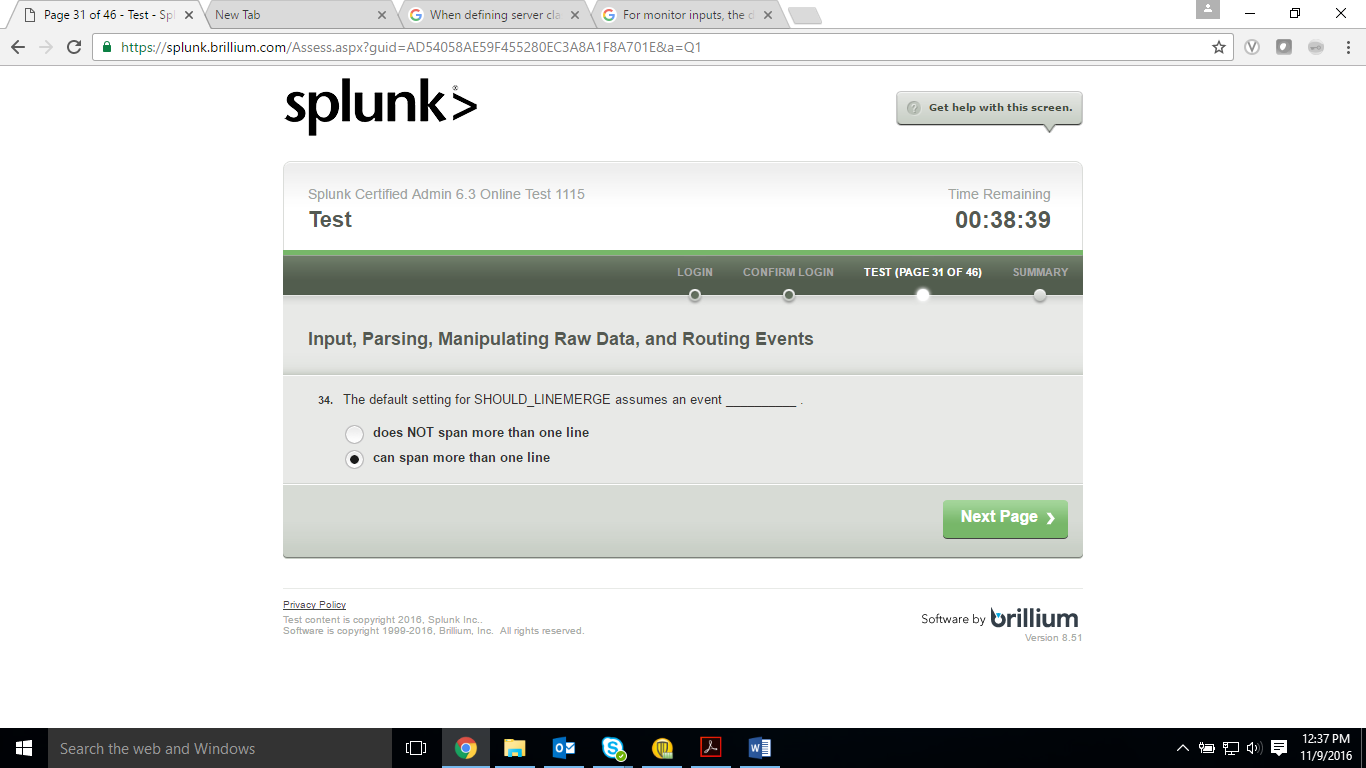 Page 31 of 46 - Test - Spl
New Tab
When defining server cla
For monitor inputs, the d
https://splunk.brillium.com/Assess.aspx?guid=AD54058AE59F455280EC3A8A1F8A701E&a=Q1
splunk>
Get help with this screen.
Splunk Certified Admin 6.3 Online Test 1115
Time Remaining
Test
00:38:39
LOGIN CONFIRM LOGIN TEST (PAGE 31 OF 46) SUMMARY
Input, Parsing, Manipulating Raw Data, and Routing Events
34. The default setting for SHOULD_LINEMERGE assumes an event __________ .
does NOT span more than one line
can span more than one line
Next Page
Privacy Policy
Test content is copyright 2016, Splunk Inc..
Software is copyright 1999-2016, Brillium, Inc. All rights reserved.
Software by brillium
Version 8.51
Search the web and Windows
12:37 PM
11/9/2016